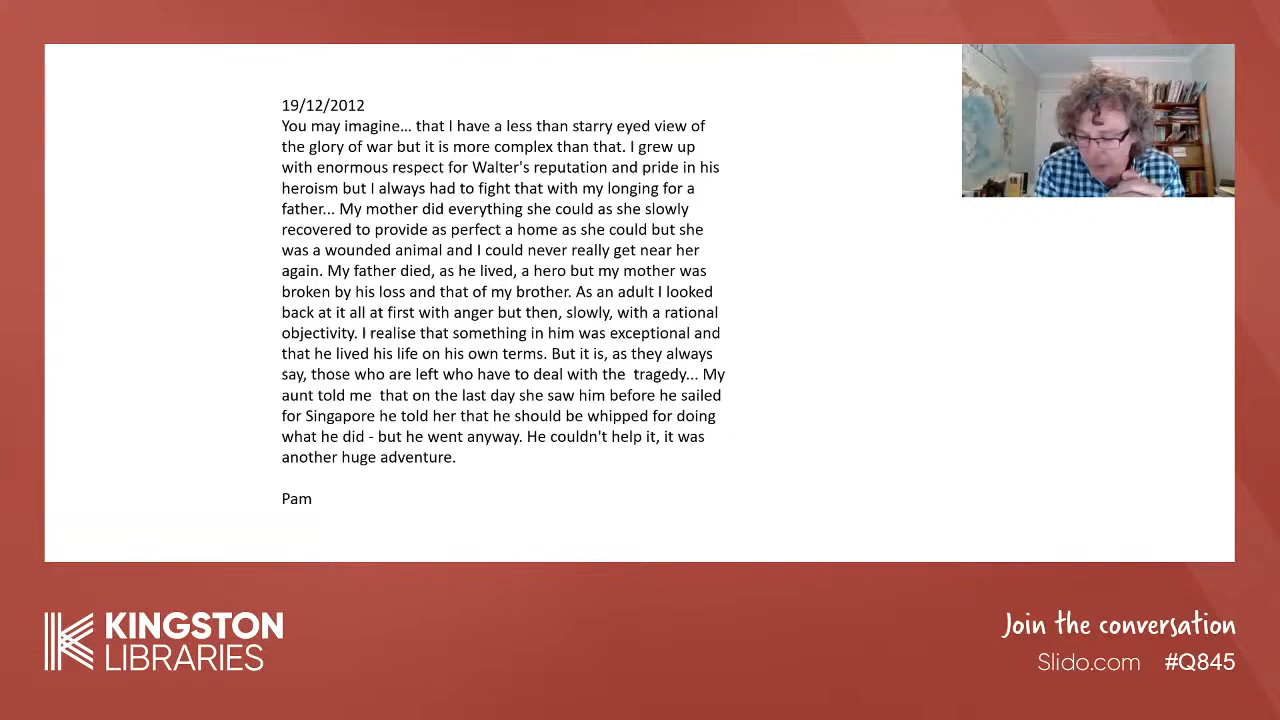 19/12/2012
You may imagine... that I have a less than starry eyed view of
the glory of war but it is more complex than that. I grew up
with enormous respect for Walter's reputation and pride in his
heroism but I always had to fight that with my longing for a
father... My mother did everything she could as she slowly
recovered to provide as perfect a home as she could but she
was a wounded animal and I could never really get near her
again. My father died, as he lived, a hero but my mother was
broken by his loss and that of my brother. As an adult I looked
back at it all at first with anger but then, slowly, with a rational
objectivity. I realise that something in him was exceptional and
that he lived his life on his own terms. But it is, as they always
say, those who are left who have to deal with the  tragedy... My
aunt told me  that on the last day she saw him before he sailed
for Singapore he told her that he should be whipped for doing
what he did - but he went anyway. He couldn't help it, it was
another huge adventure.
Pam
KINGSTON
LIBRARIES
Join the conversation
Slido.com #Q845